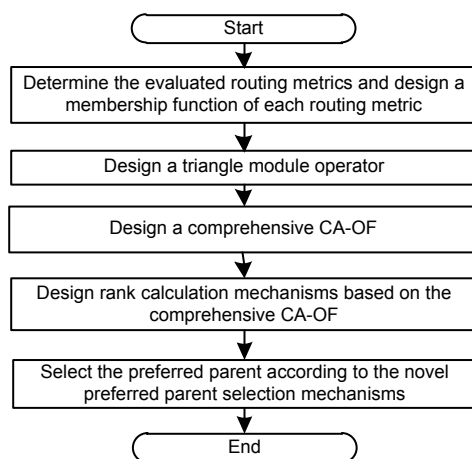 Start
Determine the evaluated routing metrics and design a
membership function of each routing metric
Design a triangle module operator
Design a comprehensive CA-OF
Design rank calculation mechanisms based on the
comprehensive CA-OF
Select the preferred parent according to the novel
preferred parent selection mechanisms
End